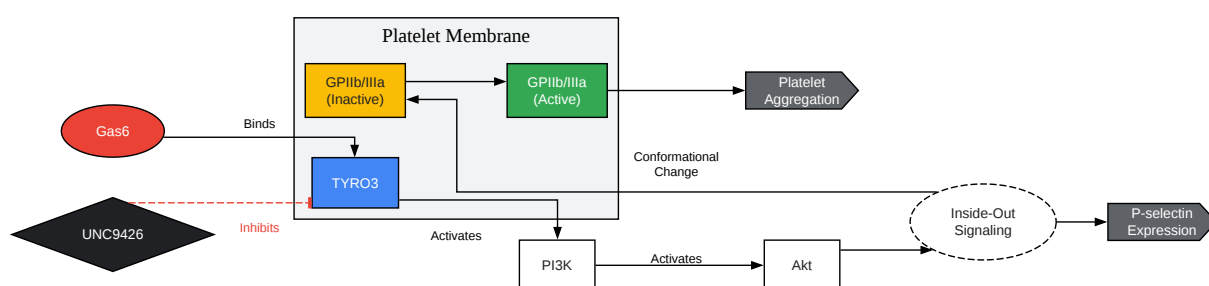 Platelet Membrane
GPIIb/IIIa
(Inactive)
GPIIb/IIIa
(Active)
Platelet
Aggregation
Gas6
Binds
TYRO3
Conformational
Change
UNC9426
Inhibits
Activates
Inside-Out
Signaling
P-selectin
Expression
PI3K
Activates
Akt